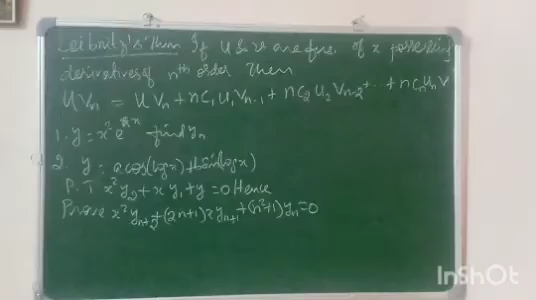 Leibnitz's Thm If U & v are fns. of x possessing
derivatives of nth order Then
UVn = UVn + nC1 U1 Vn-1 + nC2 U2 Vn-2 + ... + nCn Un V
1. y = x² e^x find yn
2. y = a cos(log x) + b sin(log x)
P.T x² y2 + x y1 + y = 0 Hence
Prove x² yn+2 + (2n+1) x yn+1 + (n²+1) yn = 0
InShOt